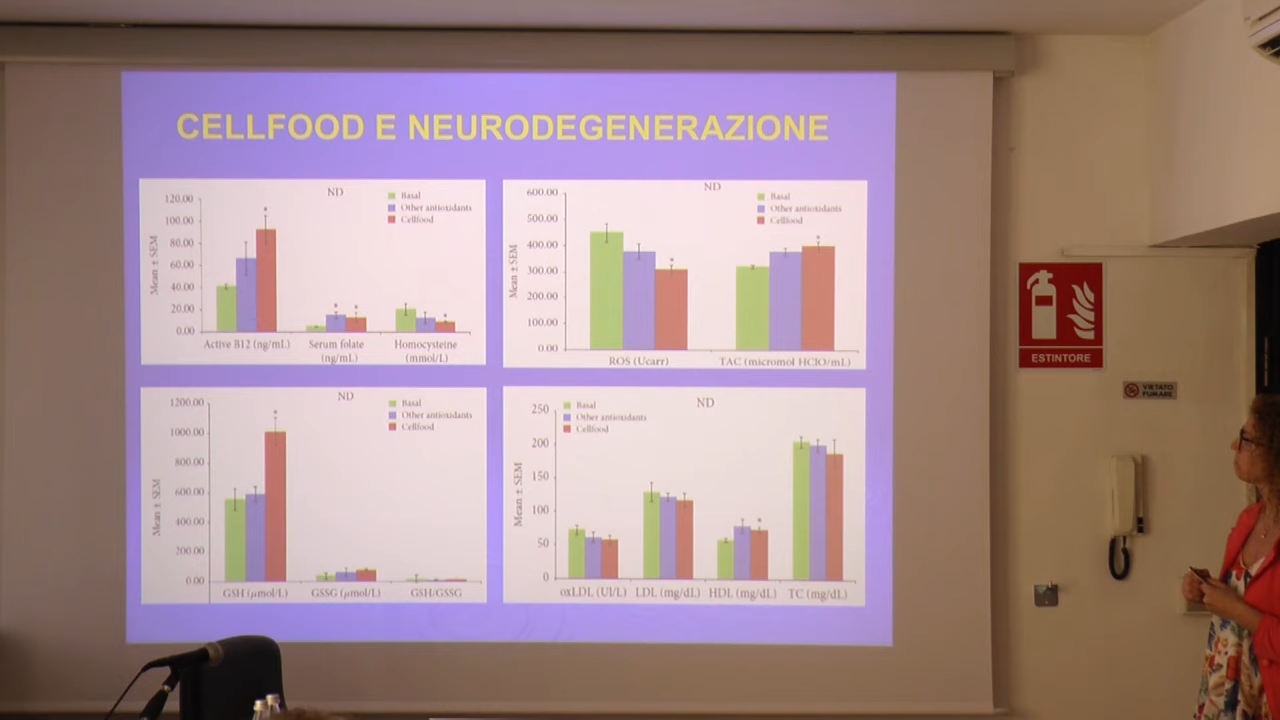 CELLFOOD E NEURODEGENERAZIONE
ND
Basal
Other antioxidants
Cellfood
Mean ± SEM
120.00
100.00
80.00
60.00
40.00
20.00
0.00
Active B12 (ng/mL)
Serum folate
(ng/mL)
Homocysteine
(mmol/L)
ND
Basal
Other antioxidants
Cellfood
Mean ± SEM
600.00
500.00
400.00
300.00
200.00
100.00
0.00
ROS (Ucarr)
TAC (micromol HClO/mL)
ND
Basal
Other antioxidants
Cellfood
Mean ± SEM
1200.00
1000.00
800.00
600.00
400.00
200.00
0.00
GSH (μmol/L)
GSSG (μmol/L)
GSH/GSSG
ND
Basal
Other antioxidants
Cellfood
Mean ± SEM
250
200
150
100
50
0
oxLDL (UI/L)
LDL (mg/dL)
HDL (mg/dL)
TC (mg/dL)
ESTINTORE
VIETATO
FUMARE